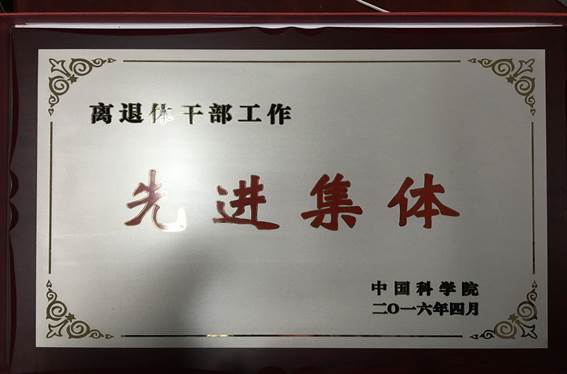 离退休干部工作
先进集体
中国科学院
二〇一六年四月